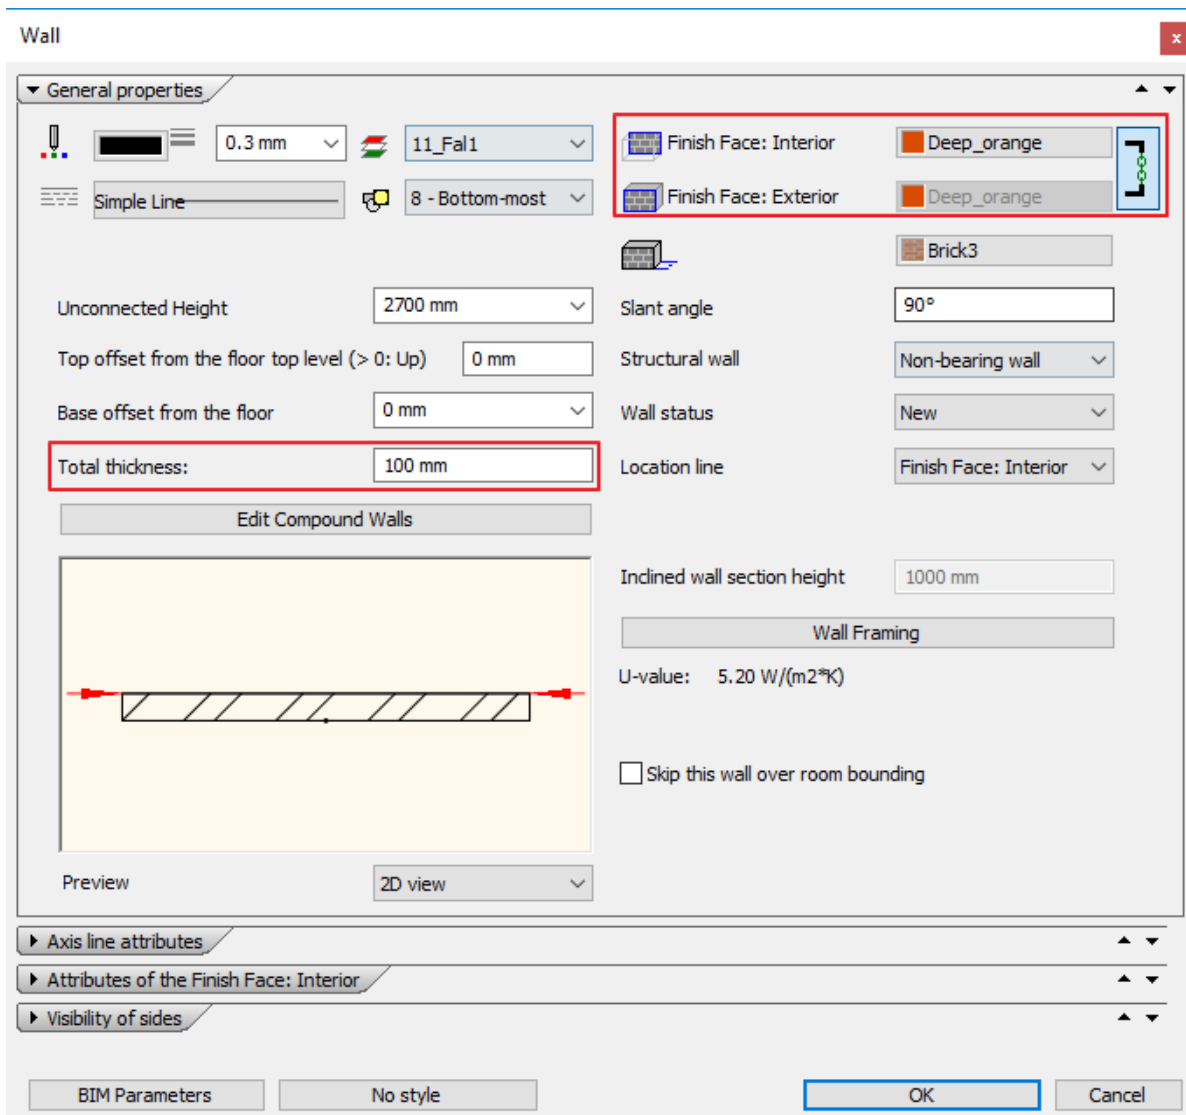 Wall
x
General properties
0.3 mm
11_Fal1
Finish Face: Interior
Deep_orange
Simple Line
8 - Bottom-most
Finish Face: Exterior
Deep_orange
Brick3
Unconnected Height
2700 mm
Slant angle
90°
Top offset from the floor top level (> 0: Up)
0 mm
Structural wall
Non-bearing wall
Base offset from the floor
0 mm
Wall status
New
Total thickness:
100 mm
Location line
Finish Face: Interior
Edit Compound Walls
Inclined wall section height
1000 mm
Wall Framing
U-value: 5.20 W/(m2*K)
Skip this wall over room bounding
Preview
2D view
Axis line attributes
Attributes of the Finish Face: Interior
Visibility of sides
BIM Parameters
No style
OK
Cancel